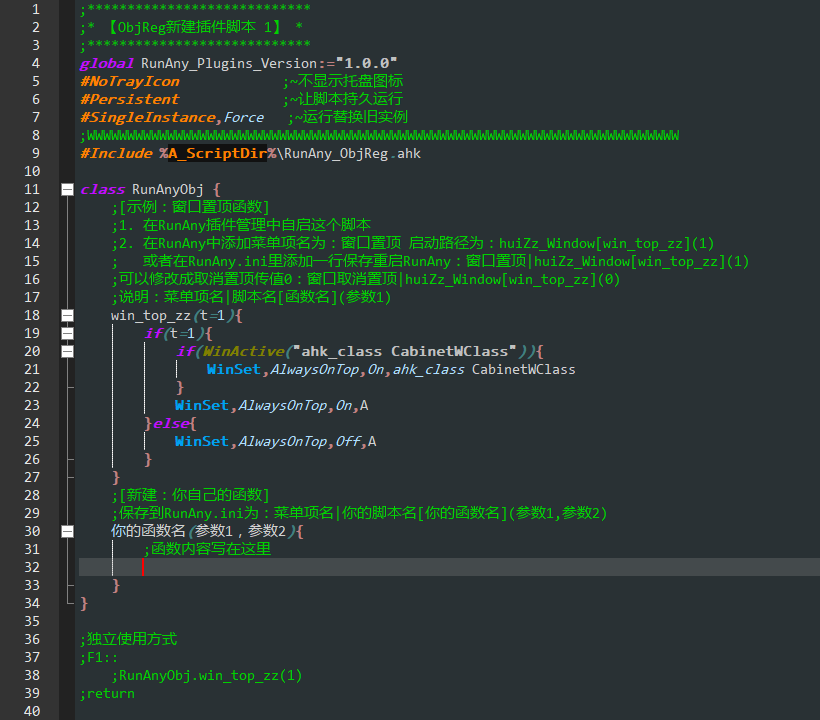 1 ;****************************
2 ;* 【ObjReg新建插件脚本 1】 *
3 ;****************************
4 global RunAny_Plugins_Version:="1.0.0"
5 #NoTrayIcon ;~不显示托盘图标
6 #Persistent ;~让脚本持久运行
7 #SingleInstance,Force ;~运行替换旧实例
8 ;WWWWWWWWWWWWWWWWWWWWWWWWWWWWWWWWWWWWWWWWWWWWWWWWWWWWWWWWWWWWWWWWWWWWWWWWWW
9 #Include %A_ScriptDir%\RunAny_ObjReg.ahk
10
11 class RunAnyObj {
12 ;[示例：窗口置顶函数]
13 ;1. 在RunAny插件管理中自启这个脚本
14 ;2. 在RunAny中添加菜单项名为：窗口置顶 启动路径为：huiZz_Window[win_top_zz](1)
15 ; 或者在RunAny.ini里添加一行保存重启RunAny：窗口置顶|huiZz_Window[win_top_zz](1)
16 ;可以修改成取消置顶传值0：窗口取消置顶|huiZz_Window[win_top_zz](0)
17 ;说明：菜单项名|脚本名[函数名](参数1)
18 win_top_zz(t=1){
19 if(t=1){
20 if(WinActive("ahk_class CabinetWClass")){
21 WinSet,AlwaysOnTop,On,ahk_class CabinetWClass
22 }
23 WinSet,AlwaysOnTop,On,A
24 }else{
25 WinSet,AlwaysOnTop,Off,A
26 }
27 }
28 ;[新建：你自己的函数]
29 ;保存到RunAny.ini为：菜单项名|你的脚本名[你的函数名](参数1,参数2)
30 你的函数名(参数1，参数2){
31 ;函数内容写在这里
32
33 }
34 }
35
36 ;独立使用方式
37 ;F1::
38 ;RunAnyObj.win_top_zz(1)
39 ;return
40